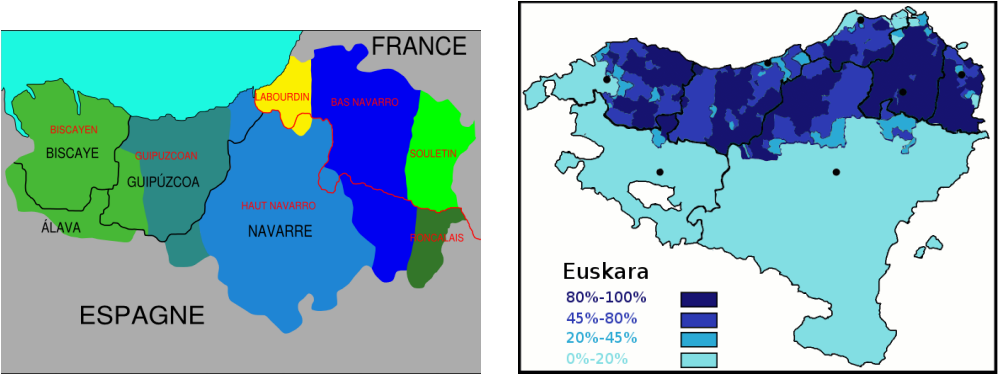 FRANCE
LABOURDIN
BAS NAVARRO
BISCAYEN
BISCAYE
GUIPUZCOAN
GUIPÚZCOA
SOULETIN
HAUT NAVARRO
NAVARRE
ÁLAVA
RONCALAIS
ESPAGNE
Euskara
80%-100%
45%-80%
20%-45%
0%-20%